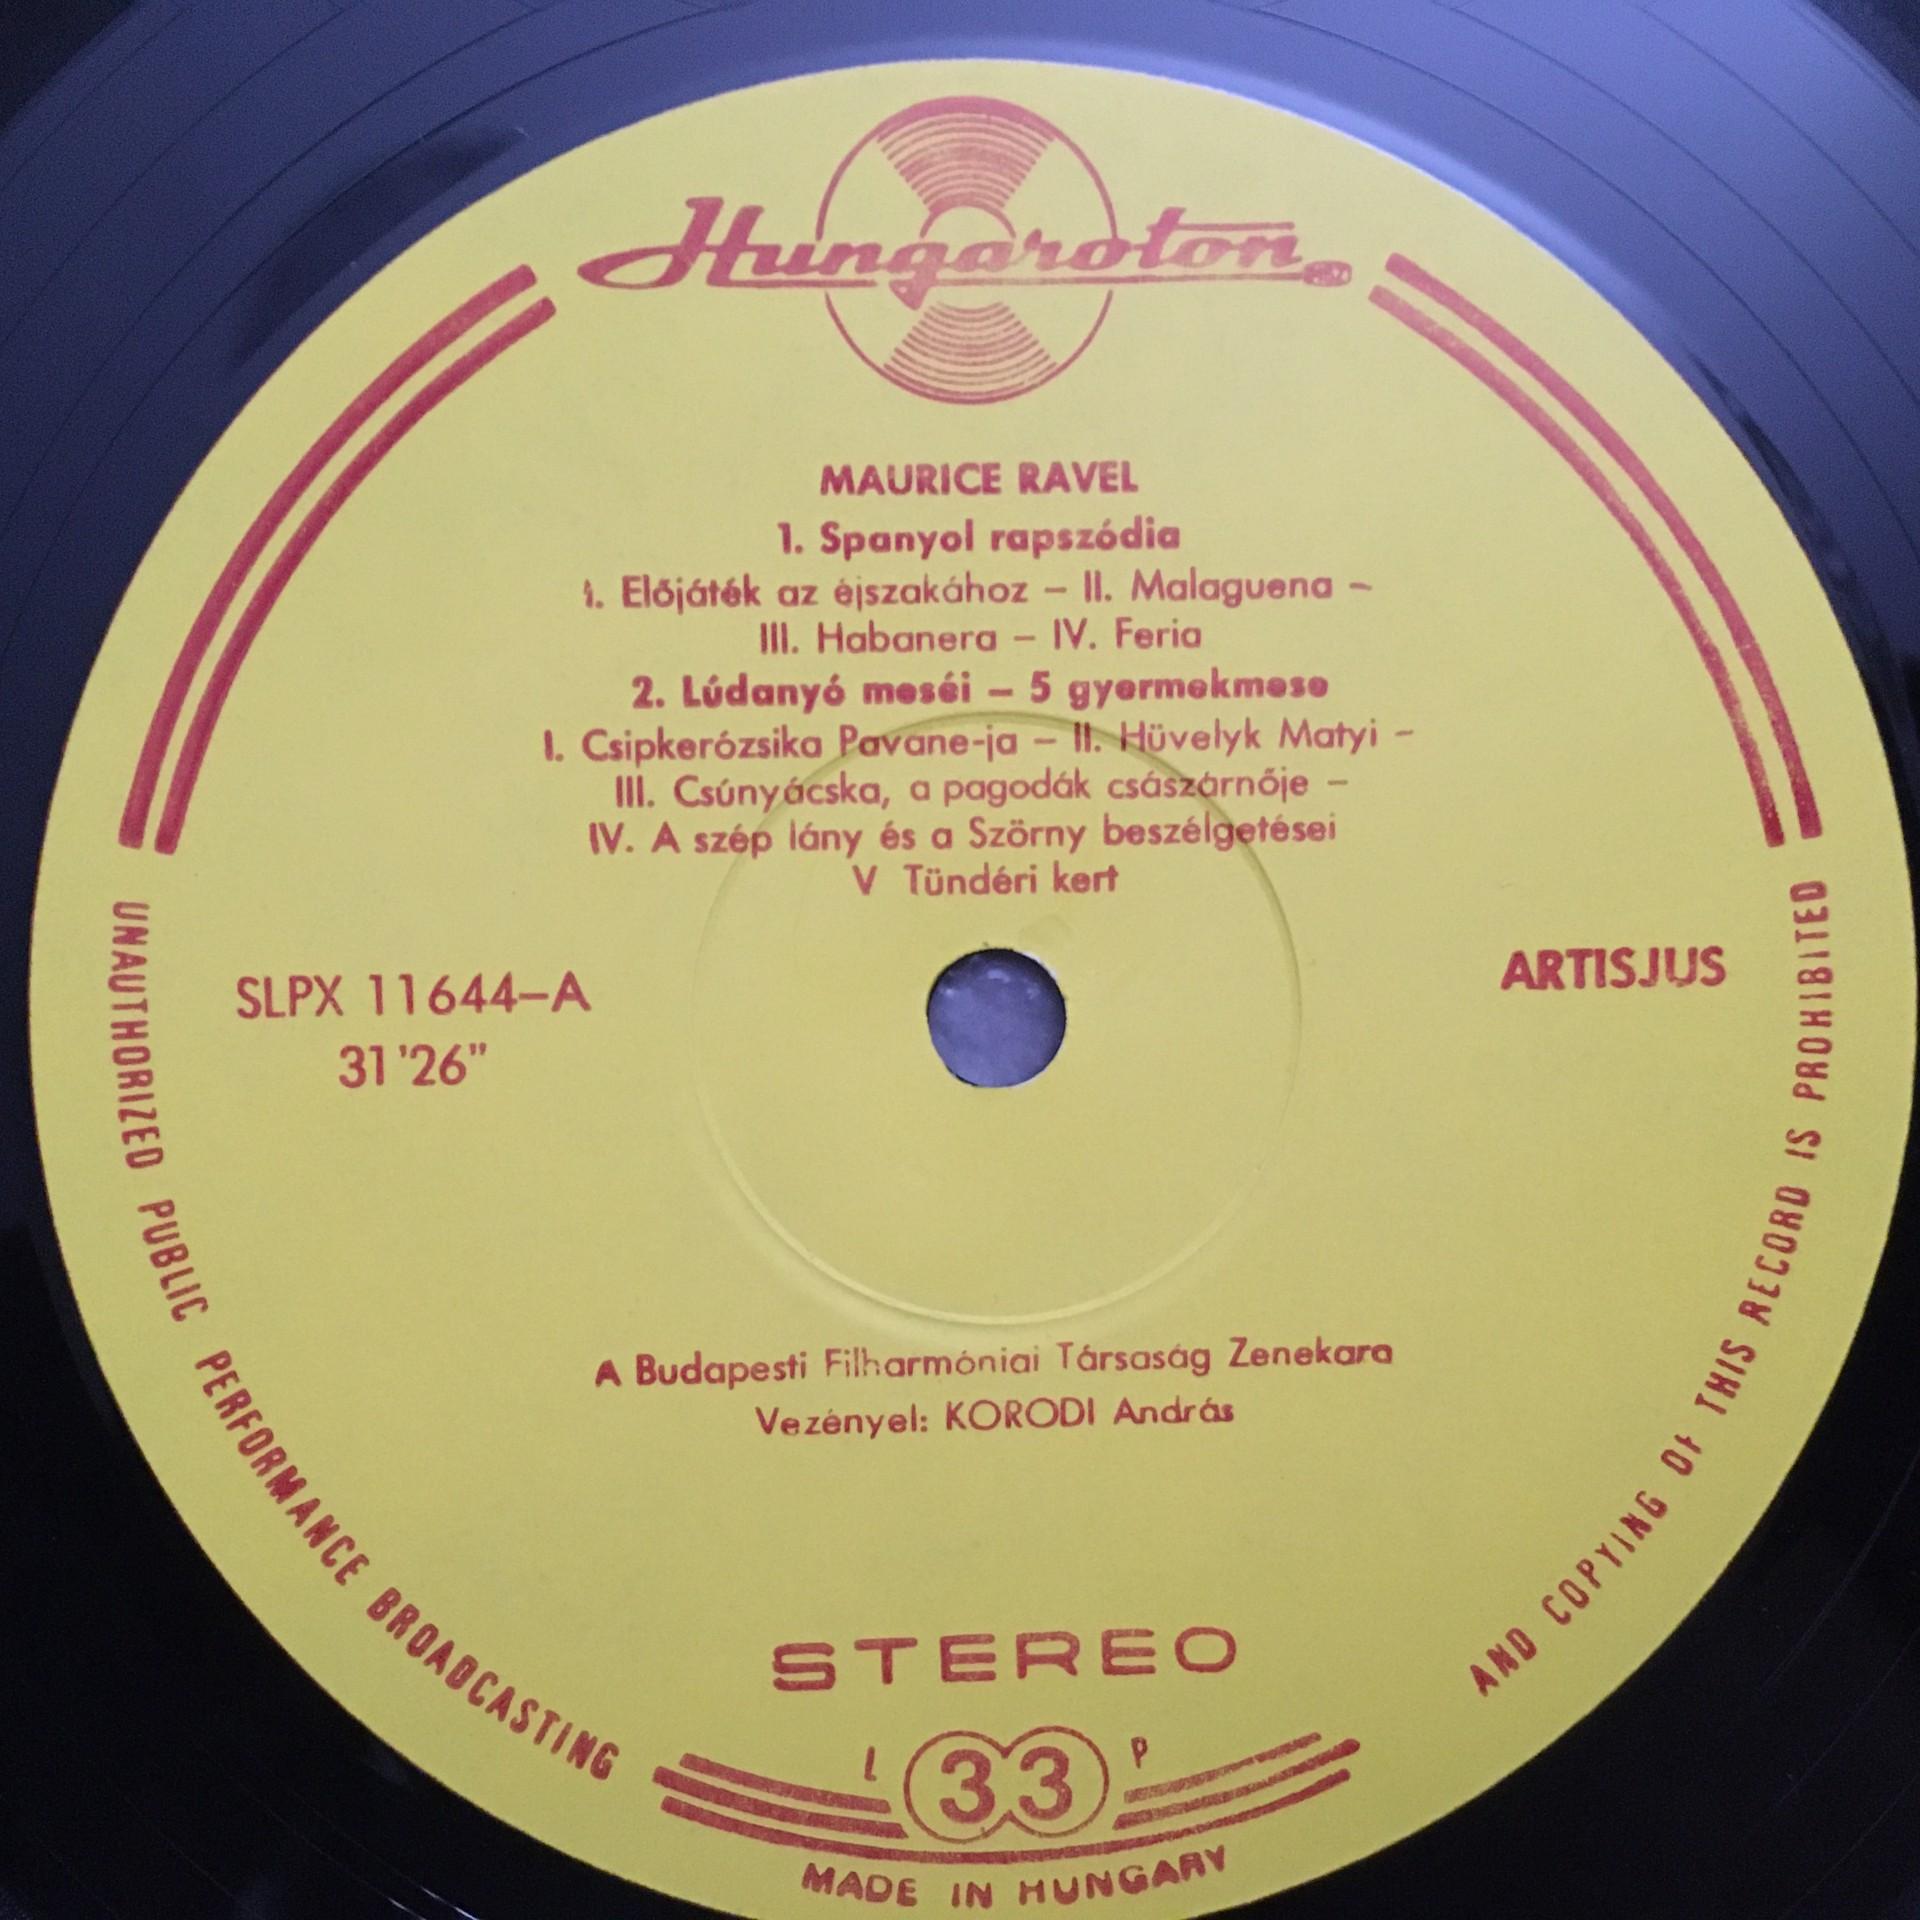 Hungaroton
MAURICE RAVEL
1. Spanyol rapszódia
I. Előjáték az éjszakához – II. Malaguena –
III. Habanera – IV. Feria
2. Lúdanyó meséi – 5 gyermekmese
I. Csipkerózsika Pavane-ja – II. Hüvelyk Matyi –
III. Csúnyácska, a pagodák császárnője –
IV. A szép lány és a Szörny beszélgetései
V Tündéri kert
SLPX 11644–A
31'26"
ARTISJUS
A Budapesti Filharmóniai Társaság Zenekara
Vezényel: KORODI András
STEREO
L 33 P
MADE IN HUNGARY
UNAUTHORIZED PUBLIC PERFORMANCE BROADCASTING
AND COPYING OF THIS RECORD IS PROHIBITED